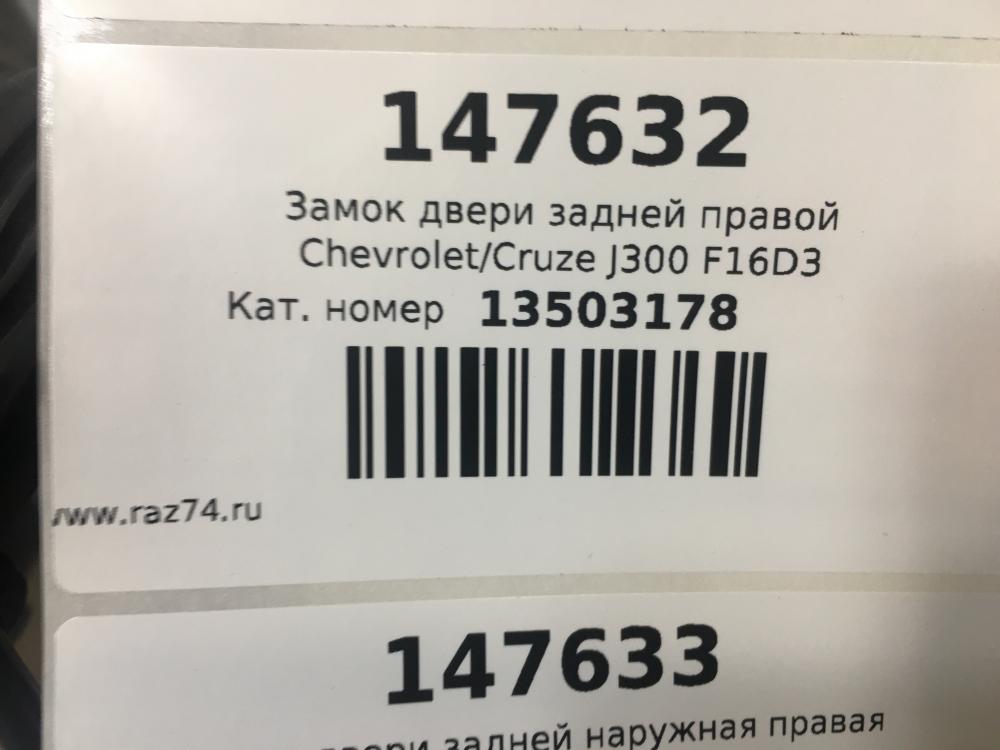 147632
Замок двери задней правой
Chevrolet/Cruze J300 F16D3
Кат. номер 13503178
www.raz74.ru
147633
двери задней наружная правая